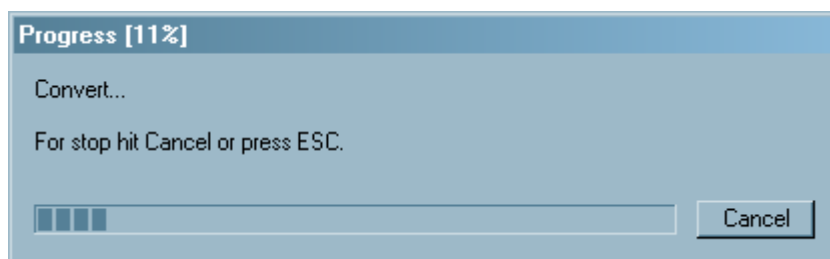 Progress [11%]
Convert...
For stop hit Cancel or press ESC.
Cancel